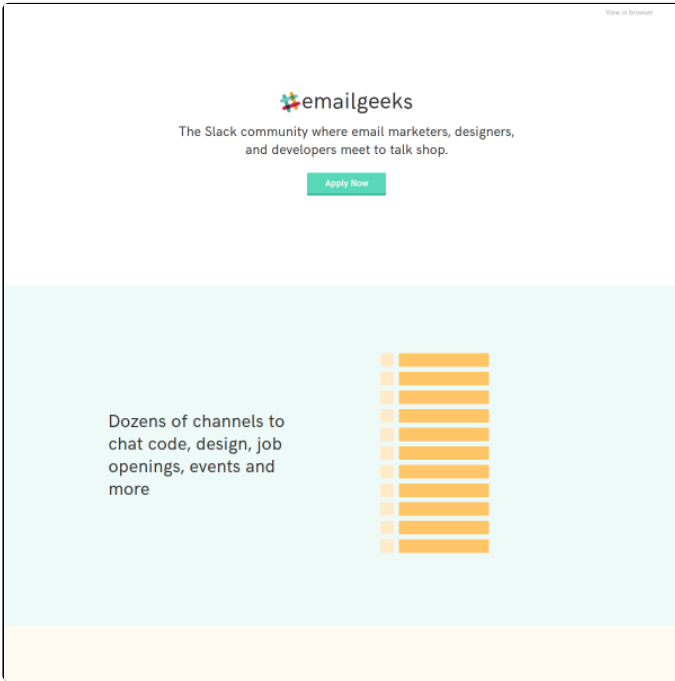 View in Browser
#emailgeeks
The Slack community where email marketers, designers,
and developers meet to talk shop.
Apply Now
Dozens of channels to
chat code, design, job
openings, events and
more